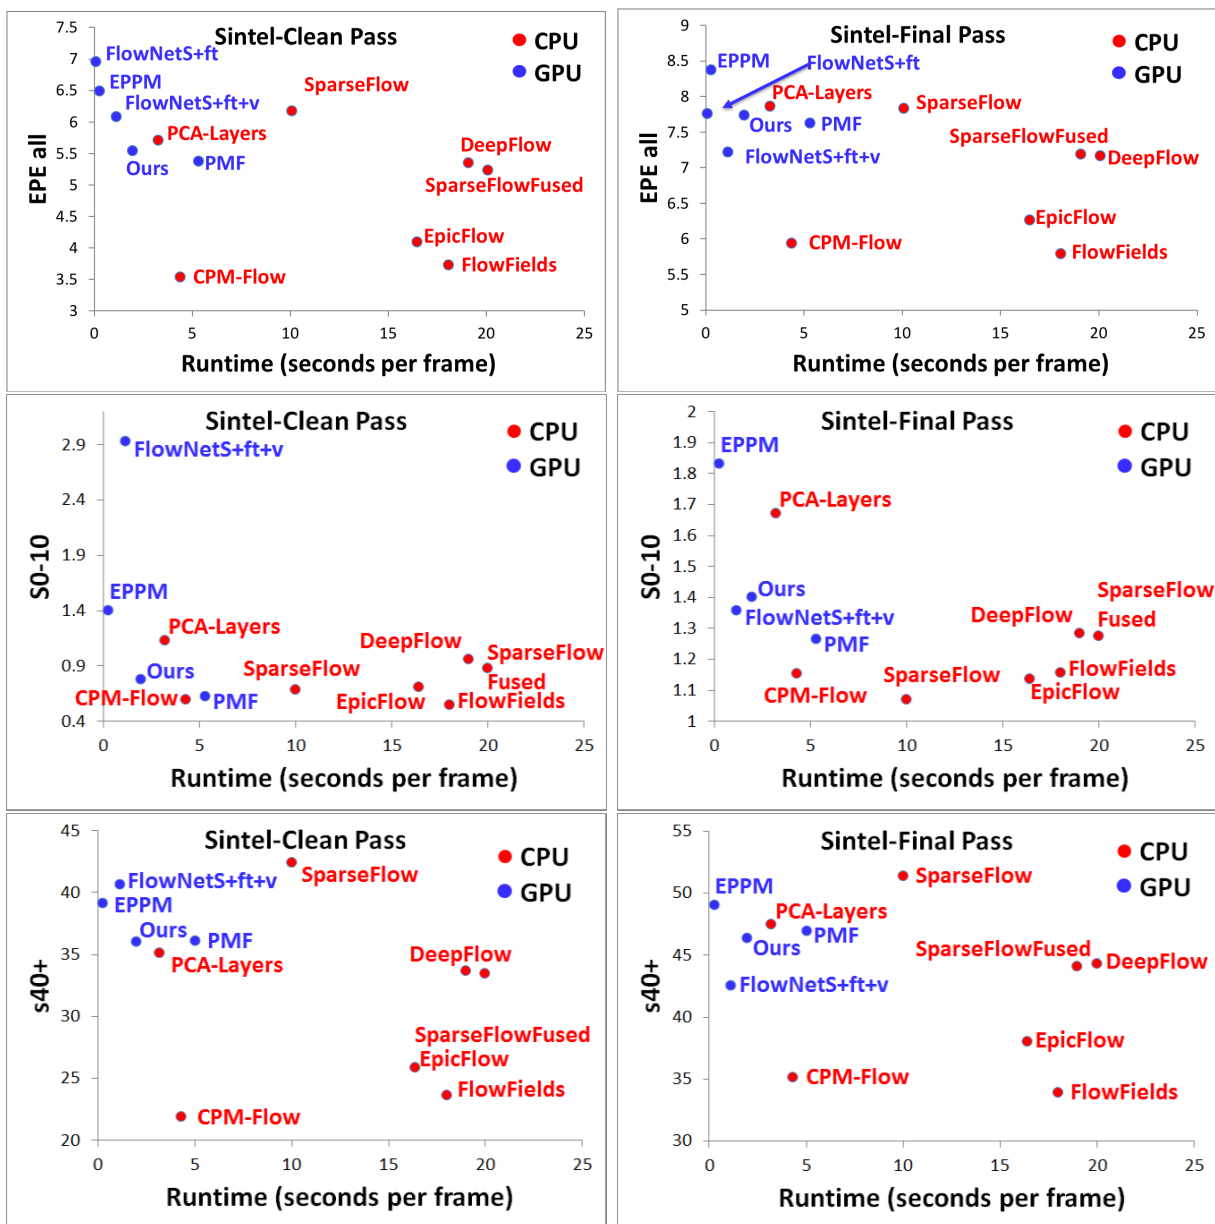 Sintel-Clean Pass
CPU
GPU
7.5
7
6.5
6
5.5
5
4.5
4
3.5
3
EPE all
FlowNetS+ft
EPPM
FlowNetS+ft+v
SparseFlow
PCA-Layers
Ours
PMF
DeepFlow
SparseFlowFused
EpicFlow
FlowFields
CPM-Flow
0 5 10 15 20 25
Runtime (seconds per frame)
Sintel-Final Pass
CPU
GPU
9
8.5
8
7.5
7
6.5
6
5.5
5
EPE all
EPPM
FlowNetS+ft
PCA-Layers
SparseFlow
Ours
PMF
SparseFlowFused
FlowNetS+ft+v
DeepFlow
EpicFlow
CPM-Flow
FlowFields
0 5 10 15 20 25
Runtime (seconds per frame)
Sintel-Clean Pass
CPU
GPU
2.9
2.4
1.9
1.4
0.9
0.4
S0-10
FlowNetS+ft+v
EPPM
PCA-Layers
DeepFlow
SparseFlow
Fused
Ours
SparseFlow
CPM-Flow
PMF
EpicFlow
FlowFields
0 5 10 15 20 25
Runtime (seconds per frame)
Sintel-Final Pass
CPU
GPU
2
1.9
1.8
1.7
1.6
1.5
1.4
1.3
1.2
1.1
1
S0-10
EPPM
PCA-Layers
Ours
SparseFlow
Fused
DeepFlow
FlowNetS+ft+v
PMF
CPM-Flow
SparseFlow
FlowFields
EpicFlow
0 5 10 15 20 25
Runtime (seconds per frame)
Sintel-Clean Pass
CPU
GPU
45
40
35
30
25
20
s40+
SparseFlow
FlowNetS+ft+v
EPPM
Ours
PMF
PCA-Layers
DeepFlow
SparseFlowFused
EpicFlow
FlowFields
CPM-Flow
0 5 10 15 20 25
Runtime (seconds per frame)
Sintel-Final Pass
CPU
GPU
55
50
45
40
35
30
s40+
SparseFlow
EPPM
PCA-Layers
Ours
PMF
SparseFlowFused
DeepFlow
FlowNetS+ft+v
EpicFlow
CPM-Flow
FlowFields
0 5 10 15 20 25
Runtime (seconds per frame)